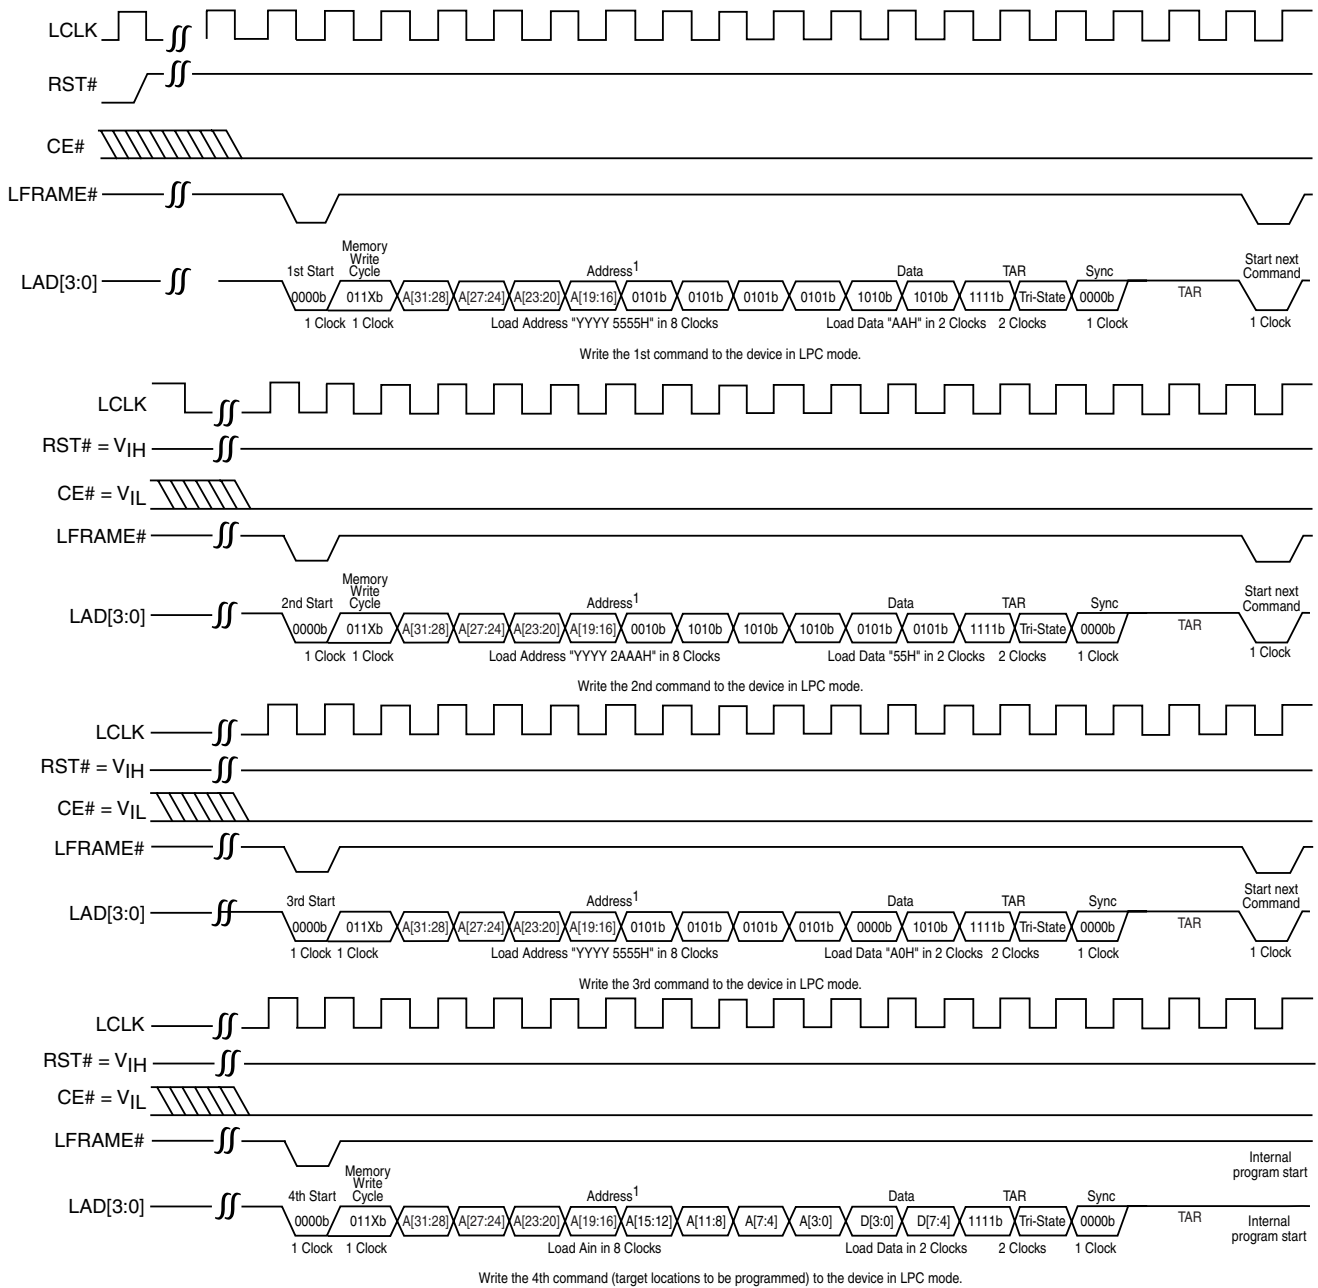 LCLK
RST#
CE#
LFRAME#
LAD[3:0]
1st Start
Memory
Write
Cycle
Address1
Data
TAR
Sync
Start next
Command
0000b 011Xb A[31:28] A[27:24] A[23:20] A[19:16] 0101b 0101b 0101b 0101b 1010b 1010b 1111b Tri-State 0000b TAR
1 Clock 1 Clock Load Address "YYYY 5555H" in 8 Clocks Load Data "AAH" in 2 Clocks 2 Clocks 1 Clock 1 Clock
Write the 1st command to the device in LPC mode.
LCLK
RST# = VIH
CE# = VIL
LFRAME#
LAD[3:0]
2nd Start
Memory
Write
Cycle
Address1
Data
TAR
Sync
Start next
Command
0000b 011Xb A[31:28] A[27:24] A[23:20] A[19:16] 0010b 1010b 1010b 1010b 0101b 0101b 1111b Tri-State 0000b TAR
1 Clock 1 Clock Load Address "YYYY 2AAAH" in 8 Clocks Load Data "55H" in 2 Clocks 2 Clocks 1 Clock 1 Clock
Write the 2nd command to the device in LPC mode.
LCLK
RST# = VIH
CE# = VIL
LFRAME#
LAD[3:0]
3rd Start
Address1
Data
TAR
Sync
Start next
Command
0000b 011Xb A[31:28] A[27:24] A[23:20] A[19:16] 0101b 0101b 0101b 0101b 0000b 1010b 1111b Tri-State 0000b TAR
1 Clock 1 Clock Load Address "YYYY 5555H" in 8 Clocks Load Data "A0H" in 2 Clocks 2 Clocks 1 Clock 1 Clock
Write the 3rd command to the device in LPC mode.
LCLK
RST# = VIH
CE# = VIL
LFRAME#
Internal
program start
LAD[3:0]
4th Start
Memory
Write
Cycle
Address1
Data
TAR
Sync
0000b 011Xb A[31:28] A[27:24] A[23:20] A[19:16] A[15:12] A[11:8] A[7:4] A[3:0] D[3:0] D[7:4] 1111b Tri-State 0000b TAR
Internal
program start
1 Clock 1 Clock Load Ain in 8 Clocks Load Data in 2 Clocks 2 Clocks 1 Clock
Write the 4th command (target locations to be programmed) to the device in LPC mode.